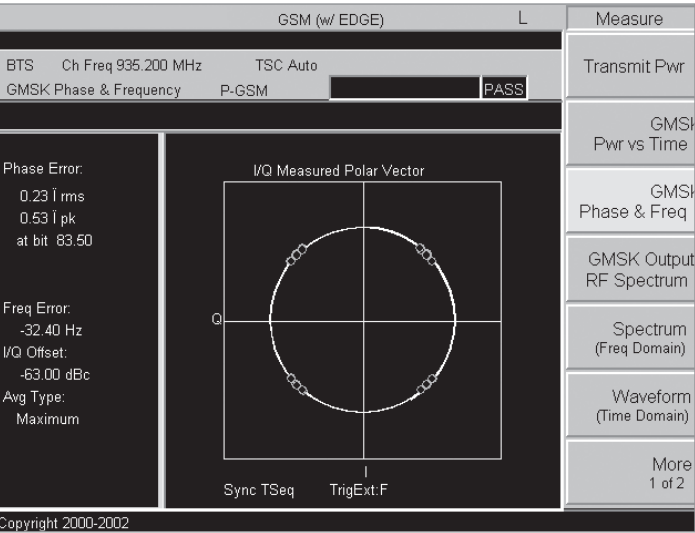 GSM (w/ EDGE) L Measure
BTS Ch Freq 935.200 MHz TSC Auto
GMSK Phase & Frequency P-GSM PASS
Transmit Pwr
GMSK
Pwr vs Time
GMSK
Phase & Freq
GMSK Output
RF Spectrum
Spectrum
(Freq Domain)
Waveform
(Time Domain)
More
1 of 2
Phase Error:
0.23 Ï rms
0.53 Ï pk
at bit 83.50
Freq Error:
-32.40 Hz
I/Q Offset:
-63.00 dBc
Avg Type:
Maximum
I/Q Measured Polar Vector
Q
I
Sync TSeq TrigExt:F
Copyright 2000-2002